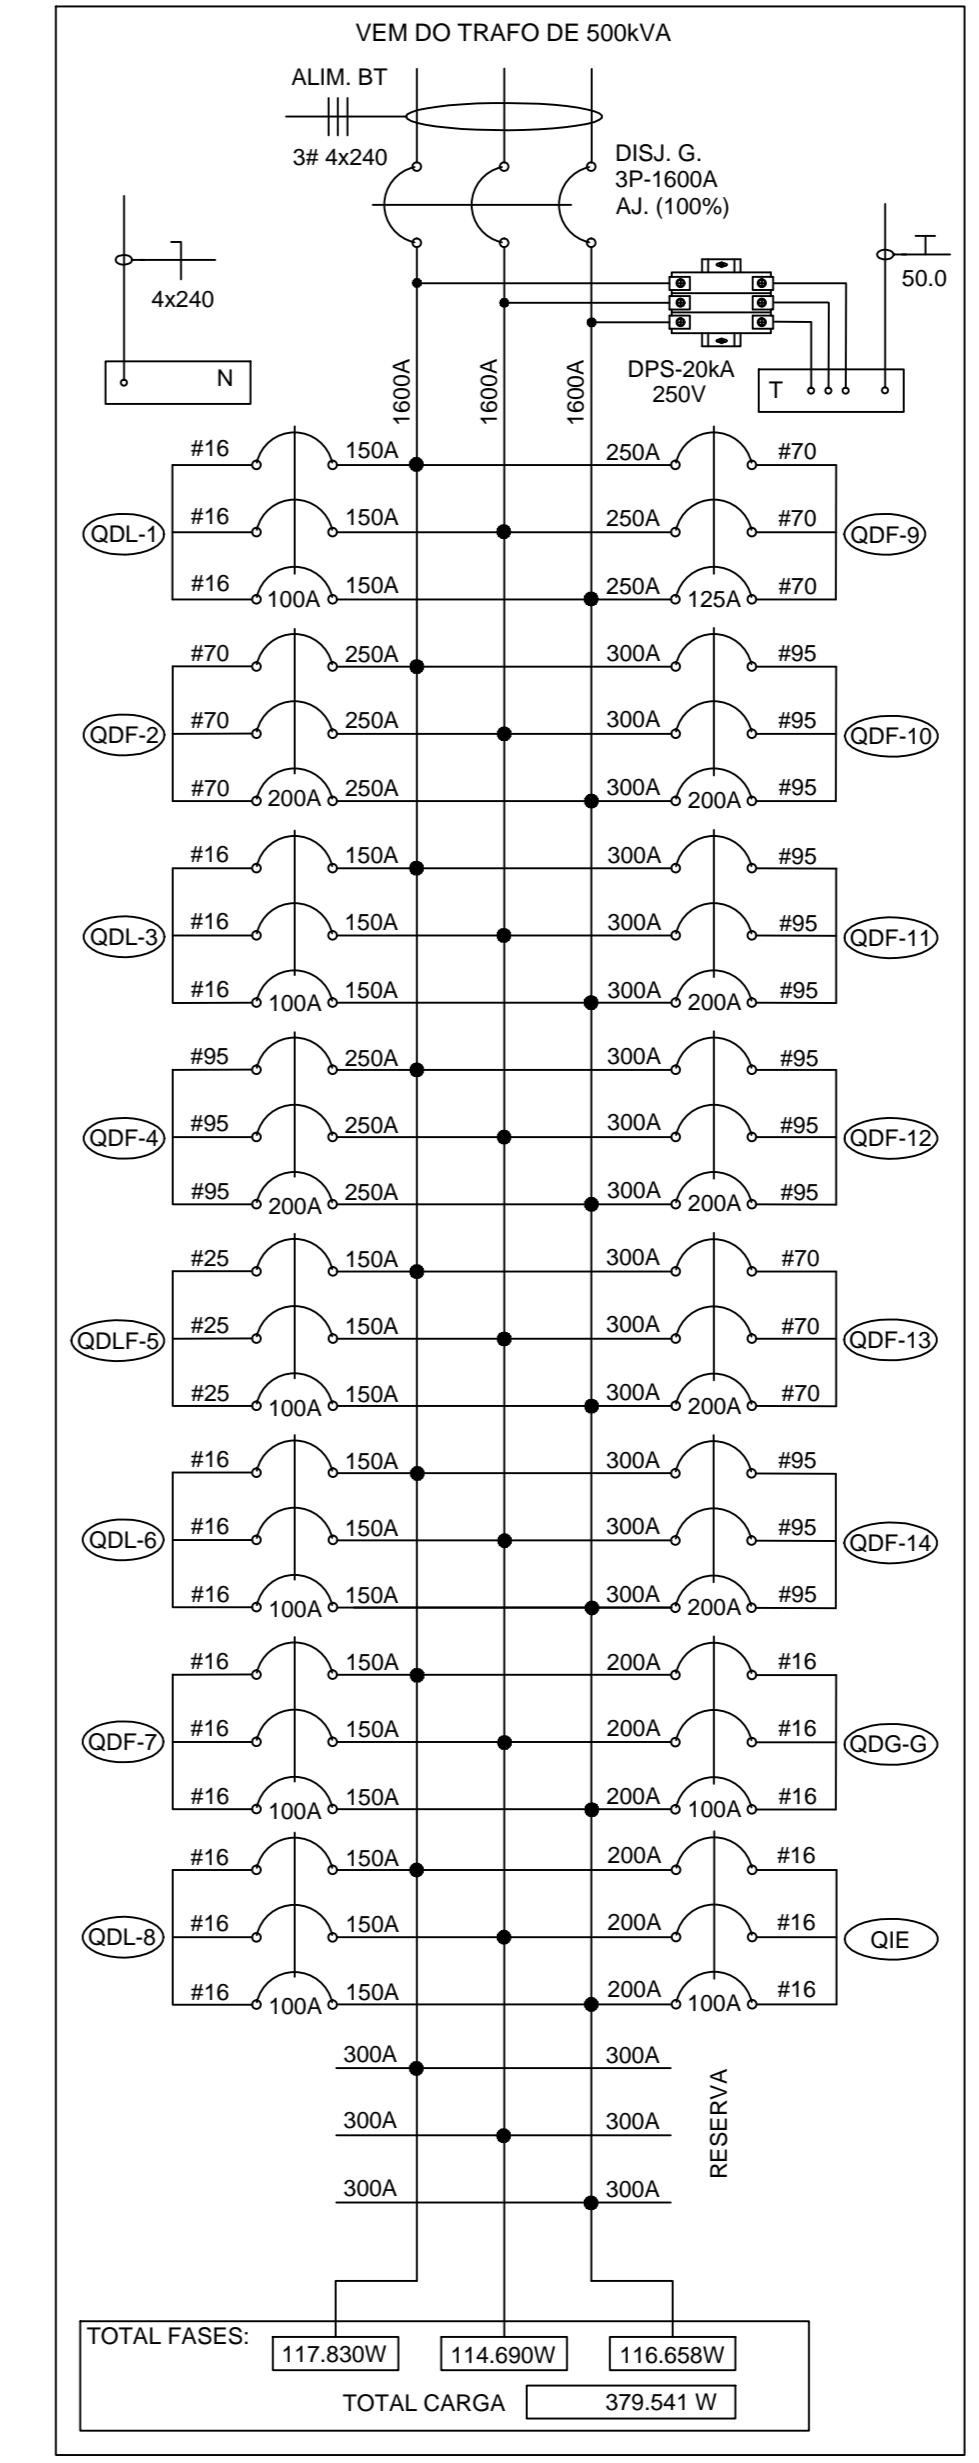 VEM DO TRAFO DE 500kVA
ALIM. BT
3# 4x240
DISJ. G.
3P-1600A
AJ. (100%)
4x240
50.0
N
DPS-20kA
250V
T
1600A
1600A
1600A
#16 150A 250A #70
QDL-1 #16 150A 250A #70 QDF-9
#16 100A 150A 250A 125A #70
#70 250A 300A #95
QDF-2 #70 250A 300A #95 QDF-10
#70 200A 250A 300A 200A #95
#16 150A 300A #95
QDL-3 #16 150A 300A #95 QDF-11
#16 100A 150A 300A 200A #95
#95 250A 300A #95
QDF-4 #95 250A 300A #95 QDF-12
#95 200A 250A 300A 200A #95
#25 150A 300A #70
QDLF-5 #25 150A 300A #70 QDF-13
#25 100A 150A 300A 200A #70
#16 150A 300A #95
QDL-6 #16 150A 300A #95 QDF-14
#16 100A 150A 300A 200A #95
#16 150A 200A #16
QDF-7 #16 150A 200A #16 QDG-G
#16 100A 150A 200A 100A #16
#16 150A 200A #16
QDL-8 #16 150A 200A #16 QIE
#16 100A 150A 200A 100A #16
300A 300A
300A 300A
300A 300A
RESERVA
TOTAL FASES:
117.830W 114.690W 116.658W
TOTAL CARGA 379.541 W